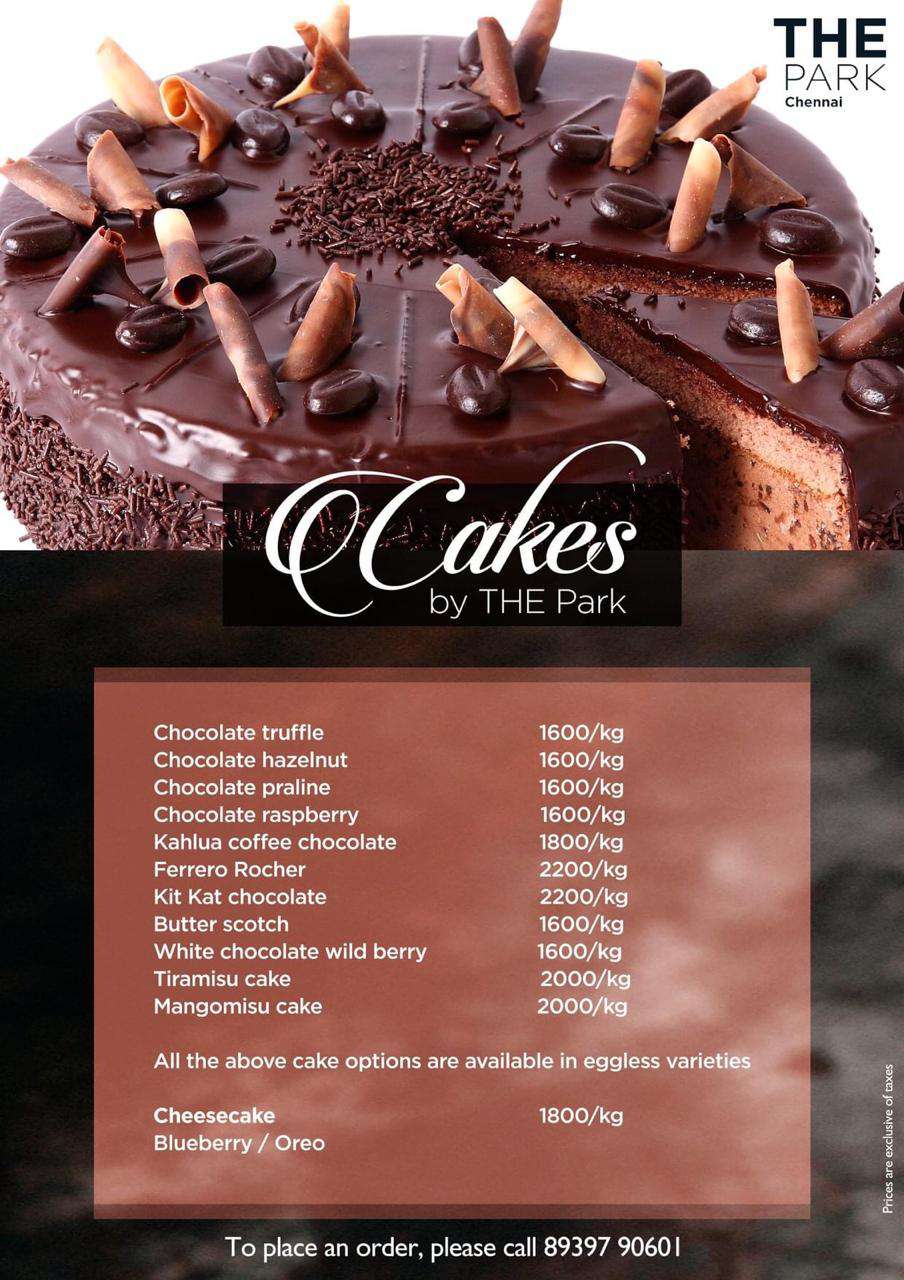 THE
PARK
Chennai
Cakes
by THE Park
Chocolate truffle 1600/kg
Chocolate hazelnut 1600/kg
Chocolate praline 1600/kg
Chocolate raspberry 1600/kg
Kahlua coffee chocolate 1800/kg
Ferrero Rocher 2200/kg
Kit Kat chocolate 2200/kg
Butter scotch 1600/kg
White chocolate wild berry 1600/kg
Tiramisu cake 2000/kg
Mangomisu cake 2000/kg
All the above cake options are available in eggless varieties
Cheesecake 1800/kg
Blueberry / Oreo
Prices are exclusive of taxes
To place an order, please call 89397 90601